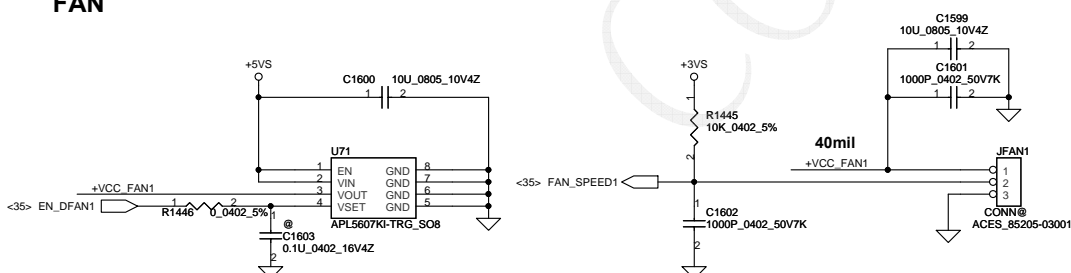 FAN
+5VS
C1600
10U_0805_10V4Z
1
2
U71
1
EN
GND
8
2
VIN
GND
7
3
VOUT
GND
6
4
VSET
GND
5
APL5607KI-TRG_SO8
+VCC_FAN1
<35> EN_DFAN1
R1446
0_0402_5%
1
@
C1603
0.1U_0402_16V4Z
2
+3VS
1
R1445
10K_0402_5%
2
<35> FAN_SPEED1
1
C1602
1000P_0402_50V7K
2
C1599
10U_0805_10V4Z
1
2
C1601
1000P_0402_50V7K
1
2
40mil
+VCC_FAN1
JFAN1
1
2
3
CONN@
ACES_85205-03001